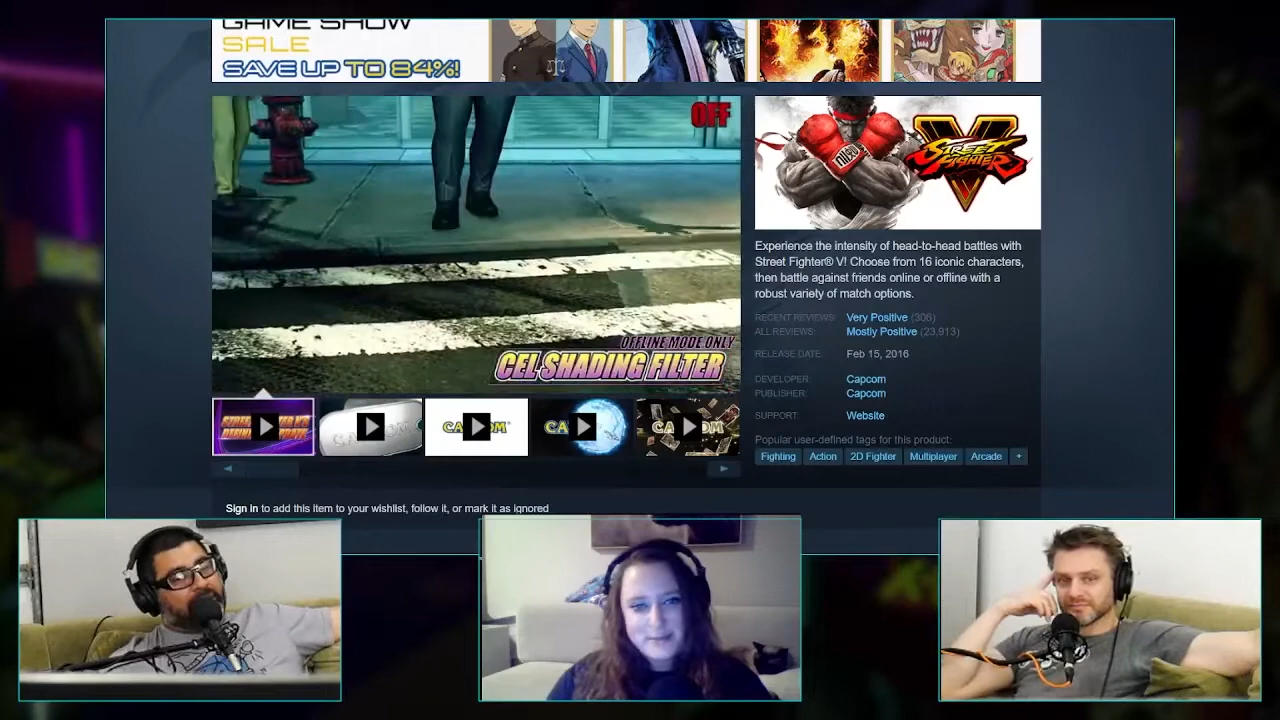 GAME SHOW
SALE
SAVE UP TO 84%!
OFF
OFFLINE MODE ONLY
CEL SHADING FILTER
CAPCOM
STREET
FIGHTER
V
Experience the intensity of head-to-head battles with
Street Fighter® V! Choose from 16 iconic characters,
then battle against friends online or offline with a
robust variety of match options.
RECENT REVIEWS: Very Positive (306)
ALL REVIEWS: Mostly Positive (23,913)
RELEASE DATE: Feb 15, 2016
DEVELOPER: Capcom
PUBLISHER: Capcom
SUPPORT: Website
Popular user-defined tags for this product:
Fighting Action 2D Fighter Multiplayer Arcade +
Sign in to add this item to your wishlist, follow it, or mark it as ignored